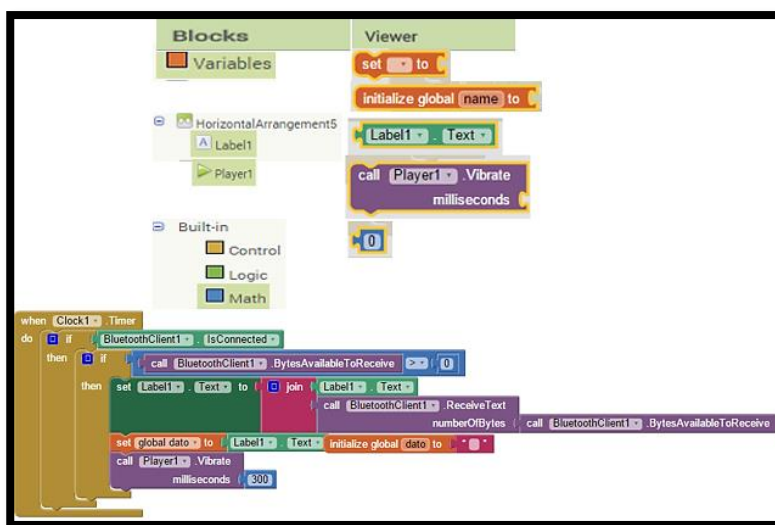 Blocks Viewer
Variables
set to
initialize global name to
HorizontalArrangement5
Label1
Label1 . Text
Player1
call Player1 .Vibrate
milliseconds
Built-in
0
Control
Logic
Math
when Clock1 .Timer
do if BluetoothClient1 . IsConnected
then if call BluetoothClient1 .BytesAvailableToReceive > 0
then set Label1 . Text to join Label1 . Text
call BluetoothClient1 .ReceiveText
numberOfBytes call BluetoothClient1 .BytesAvailableToReceive
set global dato to Label1 . Text initialize global dato to " "
call Player1 .Vibrate
milliseconds 300